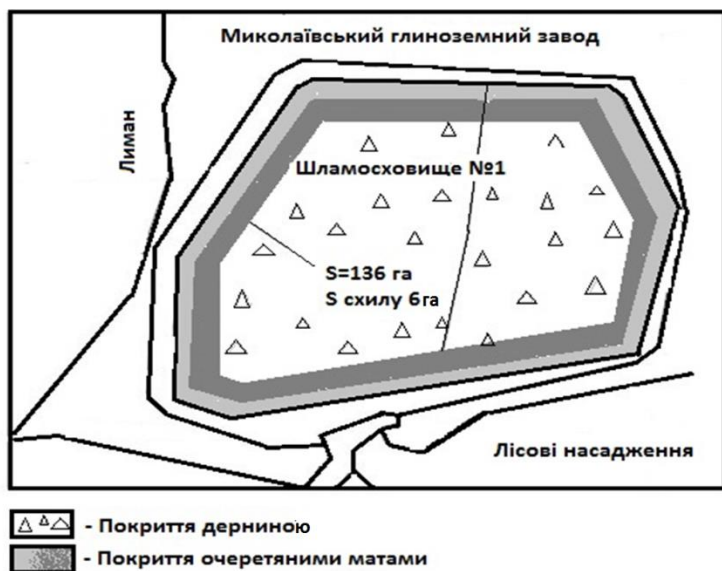 Миколаївський глиноземний завод
Лиман
Шламосховище №1
S=136 га
S схилу 6га
Лісові насадження
- Покриття дерниною
- Покриття очеретяними матами